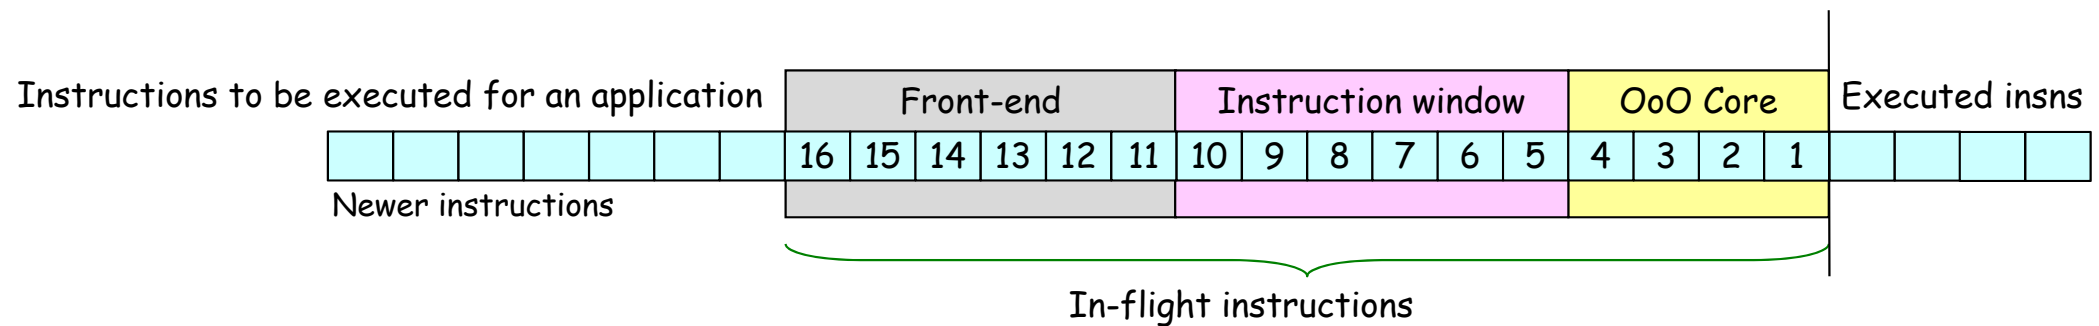 Instructions to be executed for an application
Front-end
Instruction window
OoO Core
Executed insns
16 15 14 13 12 11 10 9 8 7 6 5 4 3 2 1
Newer instructions
In-flight instructions